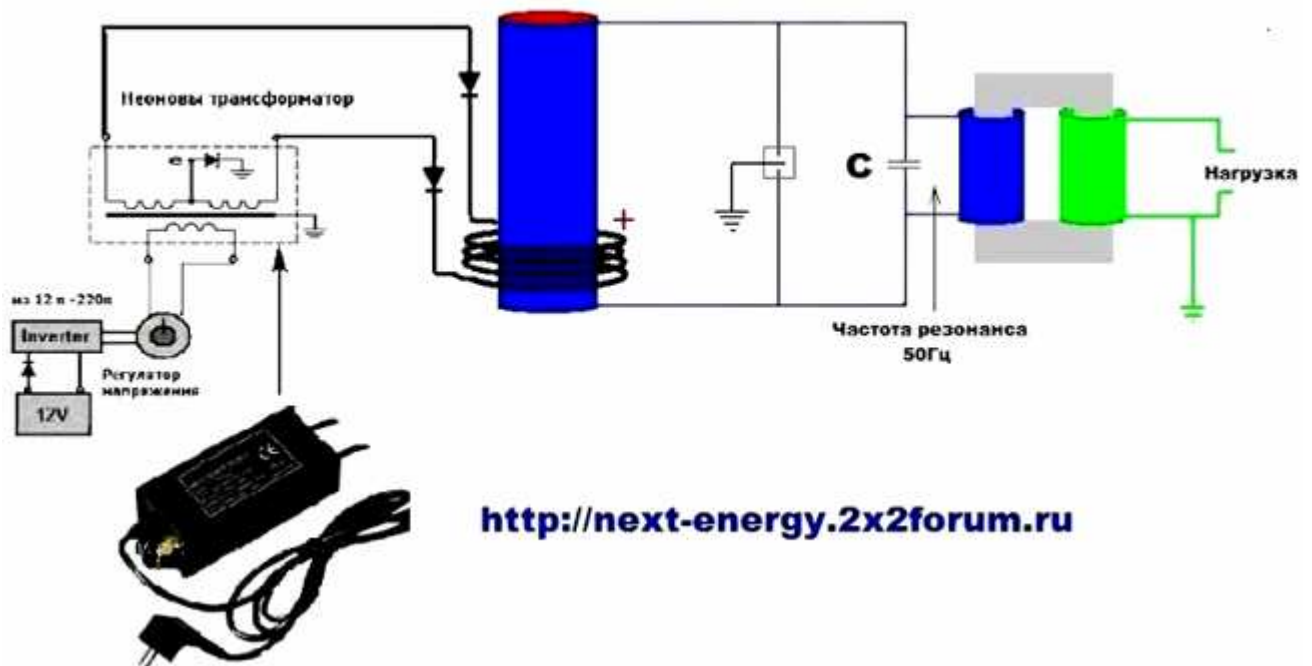 Неоновы трансформатор
e
из 12 в -220в
Inverter
Регулятор
напряжения
12V
+
C
Нагрузка
Частота резонанса
50Гц
http://next-energy.2x2forum.ru